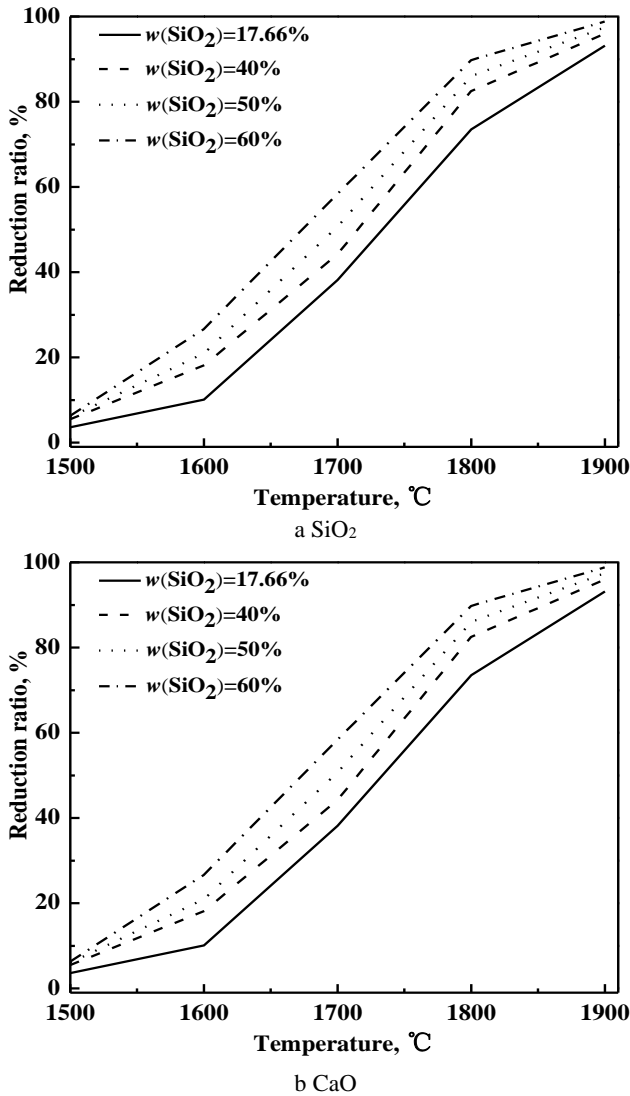 100
80
60
40
20
0
Reduction ratio, %
w(SiO2)=17.66%
w(SiO2)=40%
w(SiO2)=50%
w(SiO2)=60%
1500 1600 1700 1800 1900
Temperature, ℃
a SiO2
100
80
60
40
20
0
Reduction ratio, %
w(SiO2)=17.66%
w(SiO2)=40%
w(SiO2)=50%
w(SiO2)=60%
1500 1600 1700 1800 1900
Temperature, ℃
b CaO